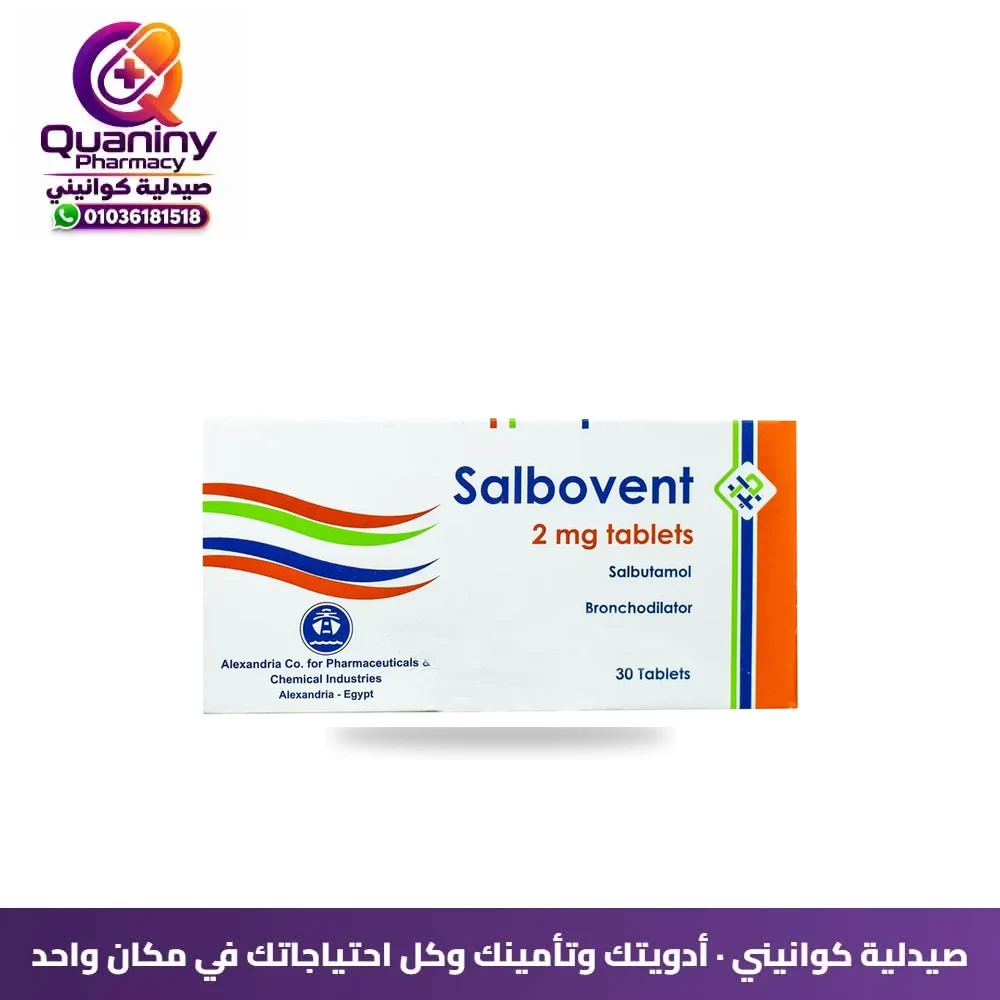 Quaniny
Pharmacy
صيدلية كوانيني
01036181518
Salbovent
2 mg tablets
Salbutamol
Bronchodilator
30 Tablets
Alexandria Co. for Pharmaceuticals &
Chemical Industries
Alexandria - Egypt
صيدلية كوانيني · أدويتك وتأمينك وكل احتياجاتك في مكان واحد